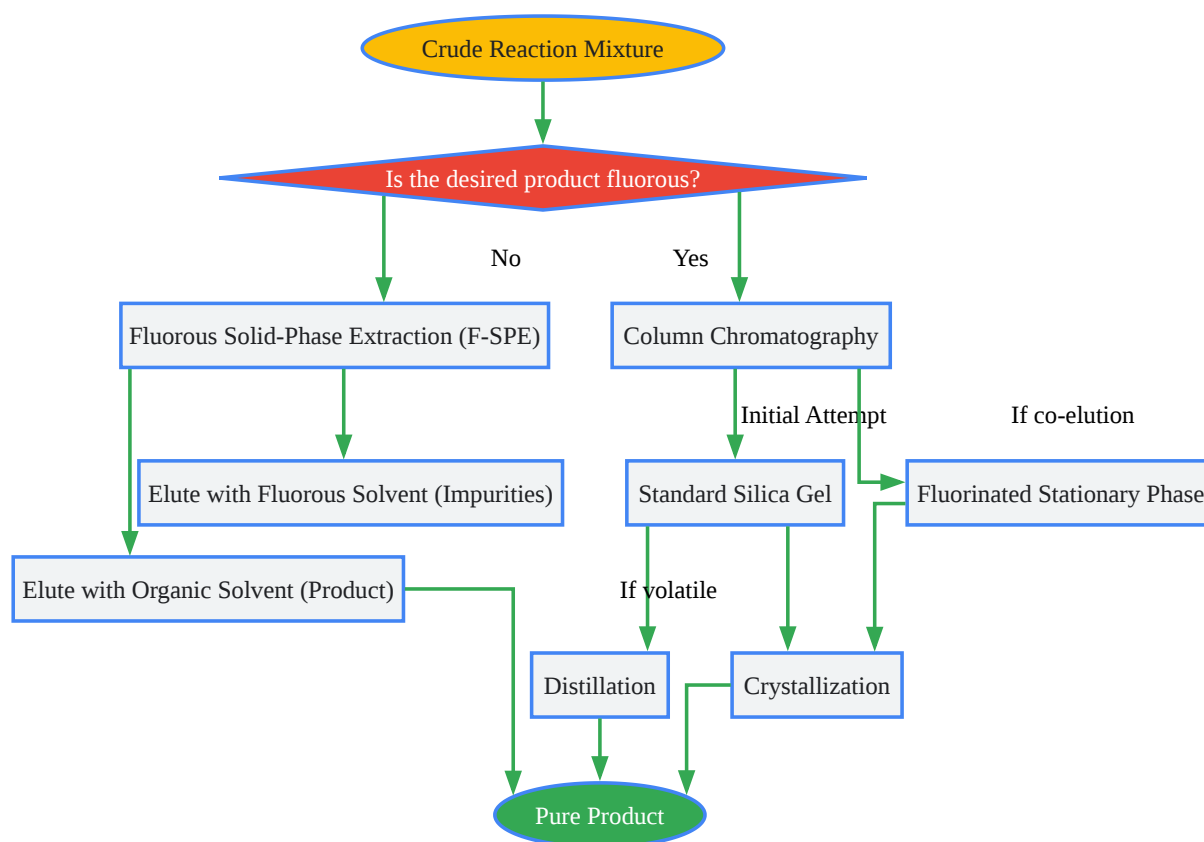 Crude Reaction Mixture
Is the desired product fluorous?
No
Yes
Fluorous Solid-Phase Extraction (F-SPE)
Column Chromatography
Initial Attempt
If co-elution
Elute with Fluorous Solvent (Impurities)
Standard Silica Gel
Fluorinated Stationary Phase
Elute with Organic Solvent (Product)
If volatile
Distillation
Crystallization
Pure Product